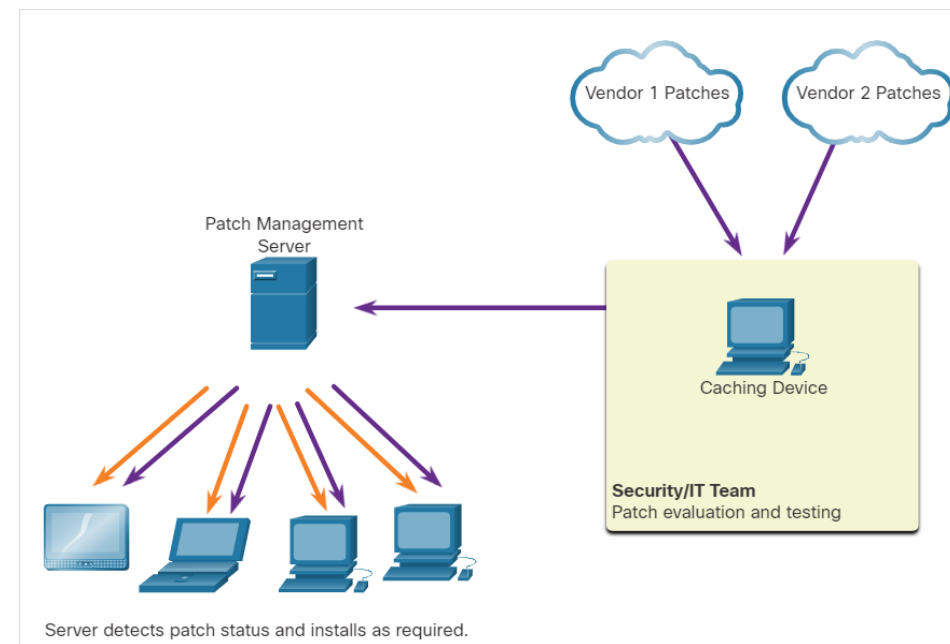 Vendor 1 Patches
Vendor 2 Patches
Patch Management
Server
Caching Device
Security/IT Team
Patch evaluation and testing
Server detects patch status and installs as required.